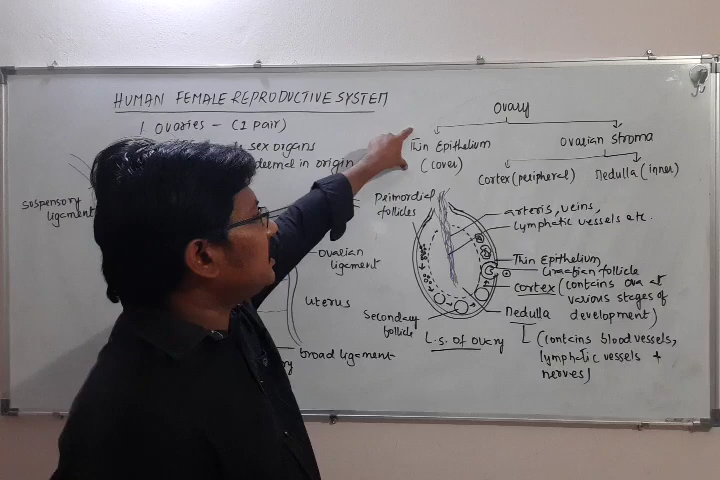 HUMAN FEMALE REPRODUCTIVE SYSTEM
1. Ovaries - (1 pair)
sex organs
dermal in origin
suspensory
ligament
ovarian
ligament
uterus
broad ligament
Ovary
Thin Epithelium
(cover)
ovarian stroma
Cortex (peripheral)
Medulla (inner)
Primordial
follicles
arteris, veins,
lymphatic vessels etc.
Thin Epithelium
Graafian follicle
cortex (contains ova at
various stages of
development)
Secondary
follicle
Medulla
L.S. of ovary
(contains blood vessels,
lymphatic vessels +
nerves)